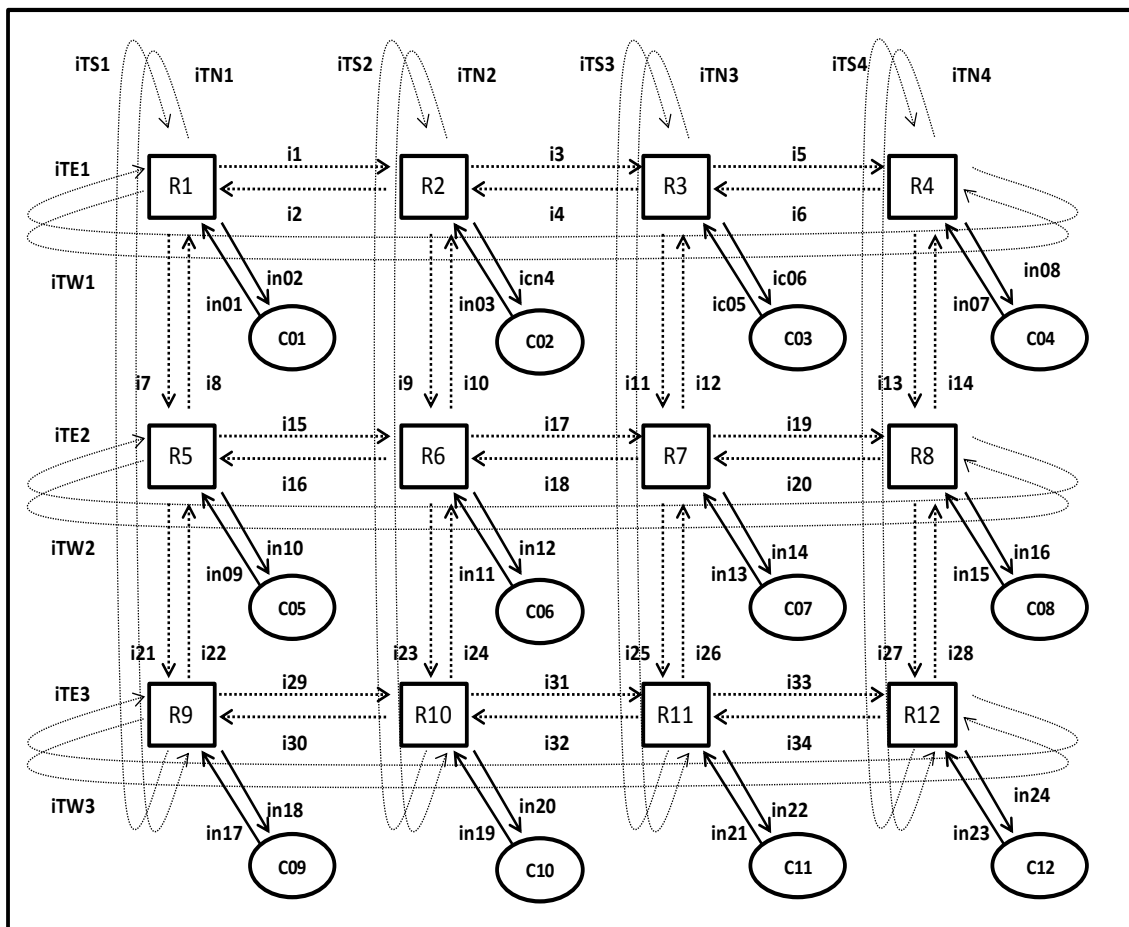 iTS1 iTN1 iTS2 iTN2 iTS3 iTN3 iTS4 iTN4
iTE1 i1 i3 i5
R1 R2 R3 R4
i2 i4 i6
iTW1 in01 in02 in03 icn4 ic05 ic06 in07 in08
C01 C02 C03 C04
i7 i8 i9 i10 i11 i12 i13 i14
iTE2 i15 i17 i19
R5 R6 R7 R8
i16 i18 i20
iTW2 in09 in10 in11 in12 in13 in14 in15 in16
C05 C06 C07 C08
i21 i22 i23 i24 i25 i26 i27 i28
iTE3 i29 i31 i33
R9 R10 R11 R12
i30 i32 i34
iTW3 in17 in18 in19 in20 in21 in22 in23 in24
C09 C10 C11 C12